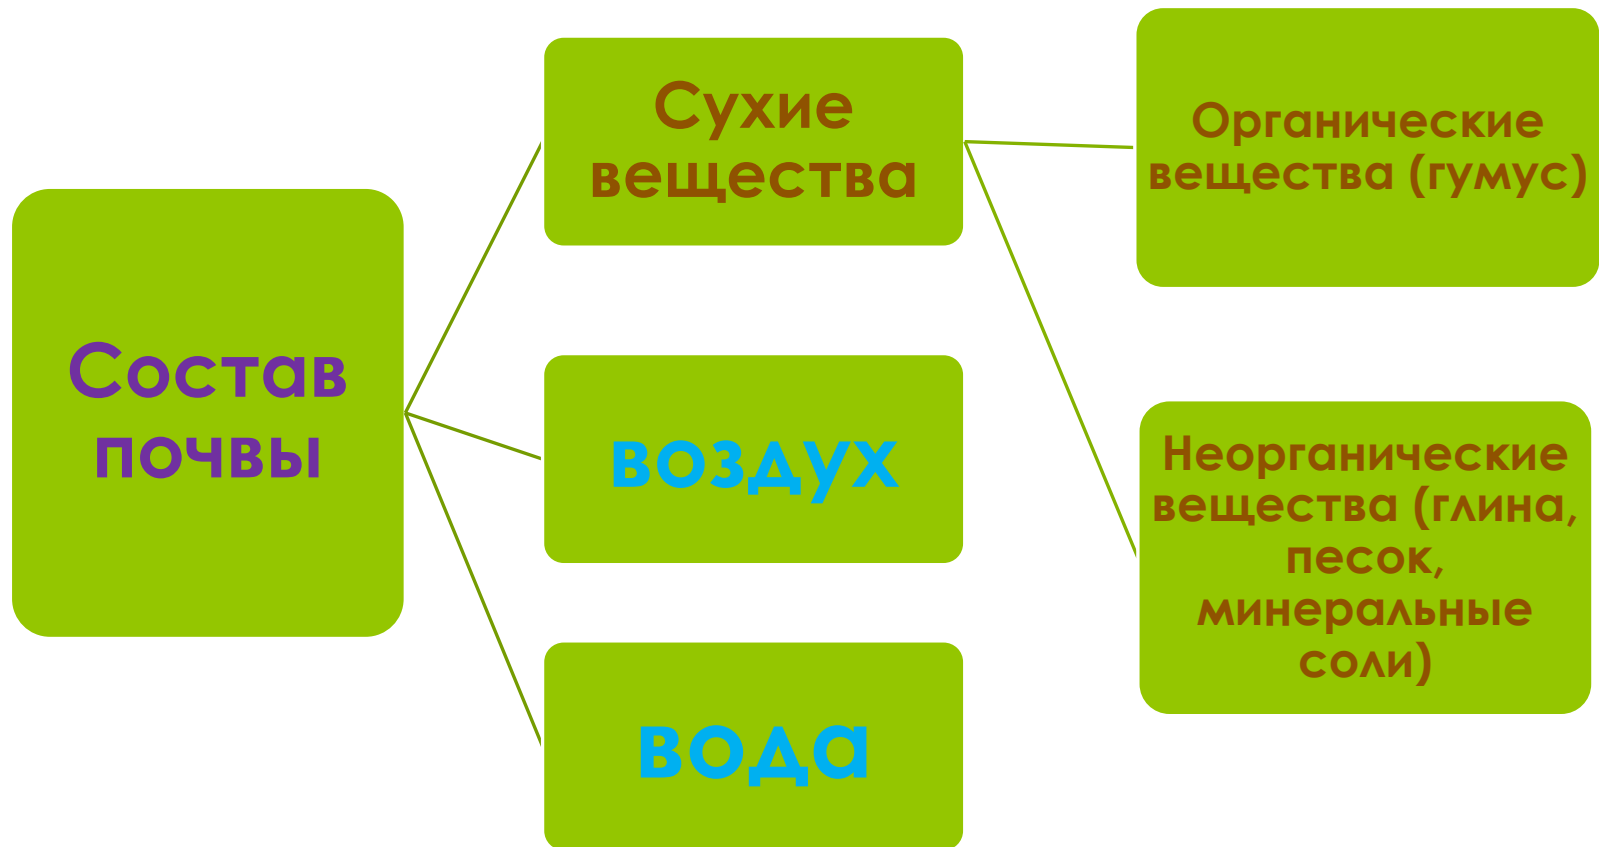 Состав
почвы
Сухие
вещества
воздух
вода
Органические
вещества (гумус)
Неорганические
вещества (глина,
песок,
минеральные
соли)